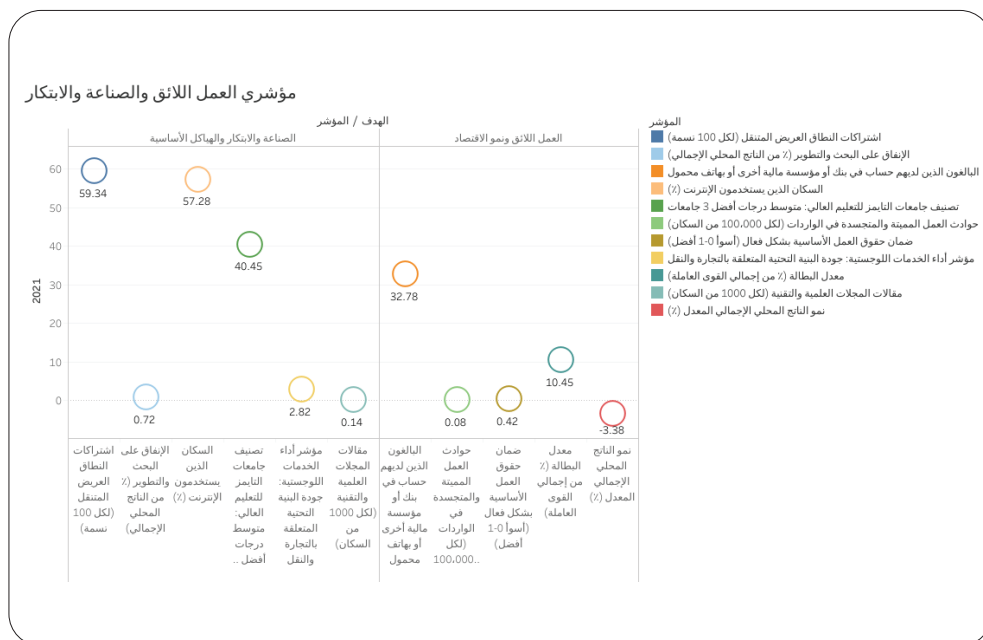 مؤشري العمل اللائق والصناعة والابتكار
الهدف / المؤشر
الصناعة والابتكار والهياكل الأساسية
العمل اللائق ونمو الاقتصاد
2021
60
50
40
30
20
10
0
59.34
0.72
57.28
40.45
2.82
0.14
32.78
0.08
0.42
10.45
-3.38
اشتراكات
النطاق
العريض
المتنقل
(لكل 100
نسمة)
الإنفاق على
البحث
والتطوير (٪
من الناتج
المحلي
الإجمالي)
السكان
الذين
يستخدمون
الإنترنت (٪)
تصنيف
جامعات
التايمز
للتعليم
العالي:
متوسط
درجات
أفضل ..
مؤشر أداء
الخدمات
اللوجستية:
جودة البنية
التحتية
المتعلقة
بالتجارة
والنقل
مقالات
المجلات
العلمية
والتقنية
(لكل 1000
من
السكان)
البالغون
الذين لديهم
حساب في
بنك أو
مؤسسة
مالية أخرى
أو بهاتف
محمول
حوادث
العمل
المميتة
والمتجسدة
في
الواردات
(لكل
100،000..
ضمان
حقوق
العمل
الأساسية
بشكل فعال
(أسوأ 0-1
أفضل)
معدل
البطالة (٪
من إجمالي
القوى
العاملة)
نمو الناتج
المحلي
الإجمالي
المعدل (٪)
المؤشر
اشتراكات النطاق العريض المتنقل (لكل 100 نسمة)
الإنفاق على البحث والتطوير (٪ من الناتج المحلي الإجمالي)
البالغون الذين لديهم حساب في بنك أو مؤسسة مالية أخرى أو بهاتف محمول
السكان الذين يستخدمون الإنترنت (٪)
تصنيف جامعات التايمز للتعليم العالي: متوسط درجات أفضل 3 جامعات
حوادث العمل المميتة والمتجسدة في الواردات (لكل 100،000 من السكان)
ضمان حقوق العمل الأساسية بشكل فعال (أسوأ 0-1 أفضل)
مؤشر أداء الخدمات اللوجستية: جودة البنية التحتية المتعلقة بالتجارة والنقل
معدل البطالة (٪ من إجمالي القوى العاملة)
مقالات المجلات العلمية والتقنية (لكل 1000 من السكان)
نمو الناتج المحلي الإجمالي المعدل (٪)